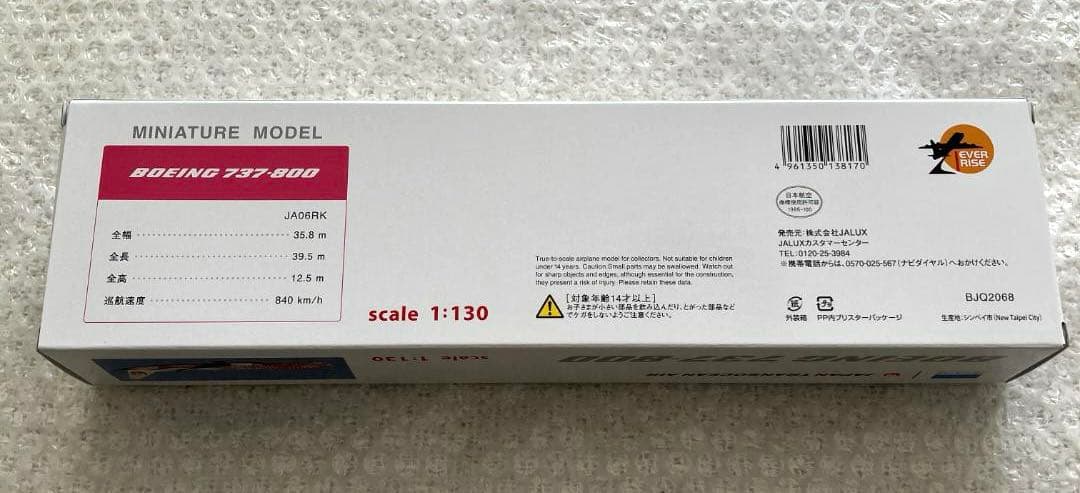 MINIATURE MODEL
BOEING 737-800
JA06RK
全幅 35.8 m
全長 39.5 m
全高 12.5 m
巡航速度 840 km/h
scale 1:130
True-to-scale airplane model for collectors. Not suitable for children
under 14 years. Caution: Small parts may be swallowed. Watch out
for sharp objects and edges, although essential for the construction,
they present a risk of injury. Please retain these data.
[対象年齢14才以上]
お子さまが小さい部品を飲み込んだり、とがった部品など
でケガをしないようご注意ください。
4 961350 138170
EVER
RISE
日本航空
発売元:株式会社JALUX
JALUXカスタマーセンター
TEL:0120-25-3984
※携帯電話からは、0570-025-567(ナビダイヤル)へおかけください。
BJQ2068
紙
外装箱
プラ
PP内ブリスターパッケージ
生産地:シンペイ市(New Taipei City)
scale 1:130
BOEING 737-800
JAPAN TRANSOCEAN AIR